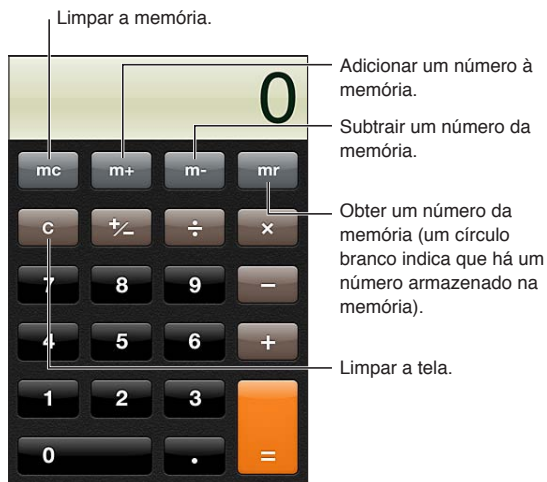 Limpar a memória.
0
Adicionar um número à
memória.
Subtrair um número da
memória.
mc m+ m- mr
Obter um número da
memória (um círculo
branco indica que há um
número armazenado na
memória).
C +/− ÷ ×
7 8 9 −
4 5 6 +
Limpar a tela.
1 2 3
0 . =